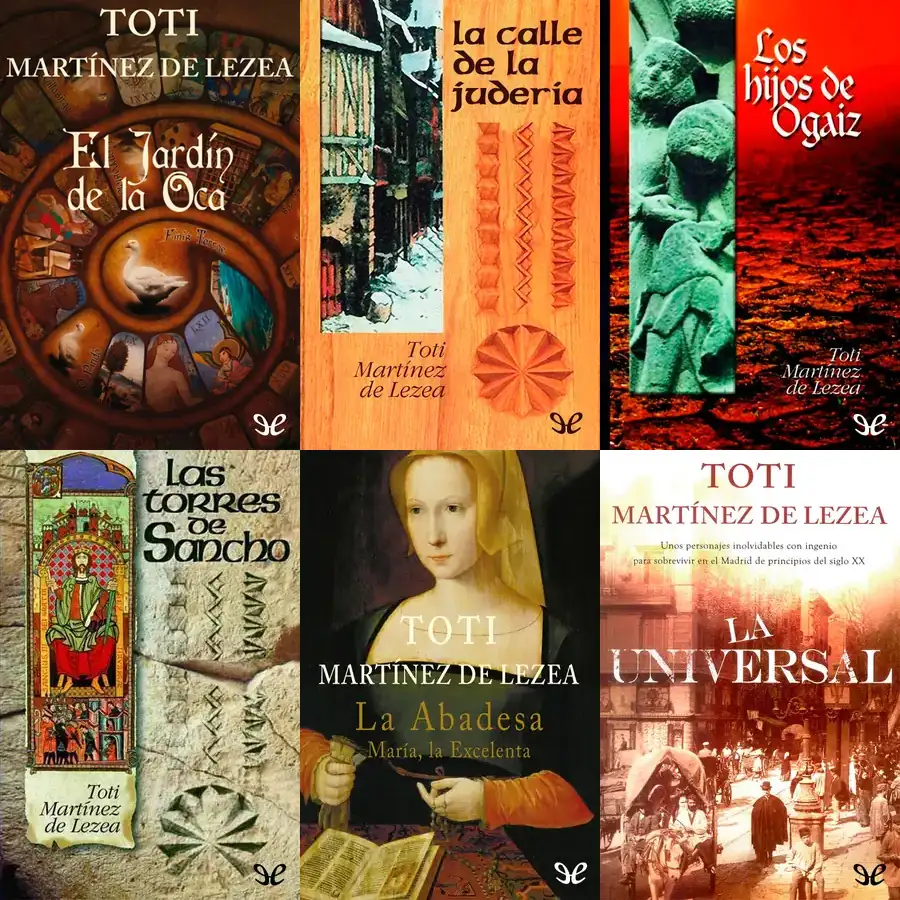 TOTI
MARTÍNEZ DE LEZEA
El Jardín
de la Oca
Finis Terrae
la calle
de la
judería
Toti
Martínez
de Lezea
Los
hijos de
Ogaiz
Toti
Martínez
de Lezea
Las
torres
de
Sancho
Toti
Martínez
de Lezea
TOTI
MARTÍNEZ DE LEZEA
La Abadesa
María, la Excelenta
TOTI
MARTÍNEZ DE LEZEA
Unos personajes inolvidables con ingenio
para sobrevivir en el Madrid de principios del siglo XX
LA
UNIVERSAL